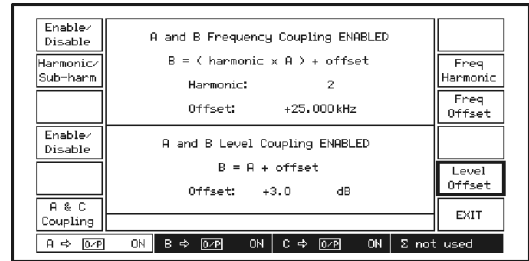 Enable/
Disable
A and B Frequency Coupling ENABLED
Harmonic/
Sub-harm
B = ( harmonic x A ) + offset
Freq
Harmonic
Harmonic: 2
Offset: +25.000 kHz
Freq
Offset
Enable/
Disable
A and B Level Coupling ENABLED
B = A + offset
Level
Offset
Offset: +3.0 dB
A & C
Coupling
EXIT
A ⇨ O/P ON B ⇨ O/P ON C ⇨ O/P ON Σ not used